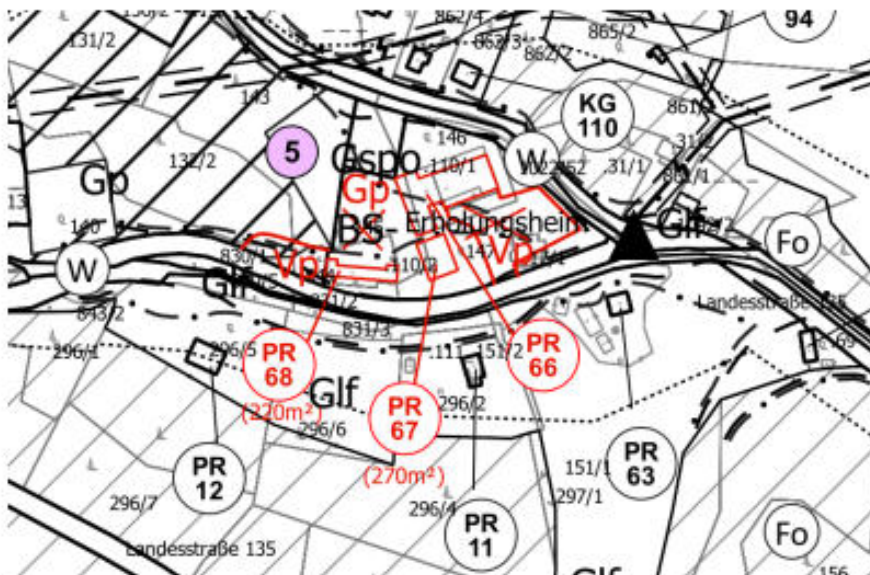 862/4
94
131/2
862/3
862/2
865/2
143
KG
110
861/
132/2
5
Gspo
146
110/1
W
.31/1
.31/2
Gp
Gp
140
BS-
Erholungsheim
Glf
830/1
Vp
110/2
147
Vp
Fo
W
Glf
843/2
831/3
Landesstraße 135
296/1
296/5
PR
68
111
151/2
PR
66
69
Glf
(220m²)
PR
67
296/2
296/6
PR
12
(270m²)
151/1
PR
63
296/7
296/4
297/1
PR
11
Fo
Landesstraße 135
Glf
156